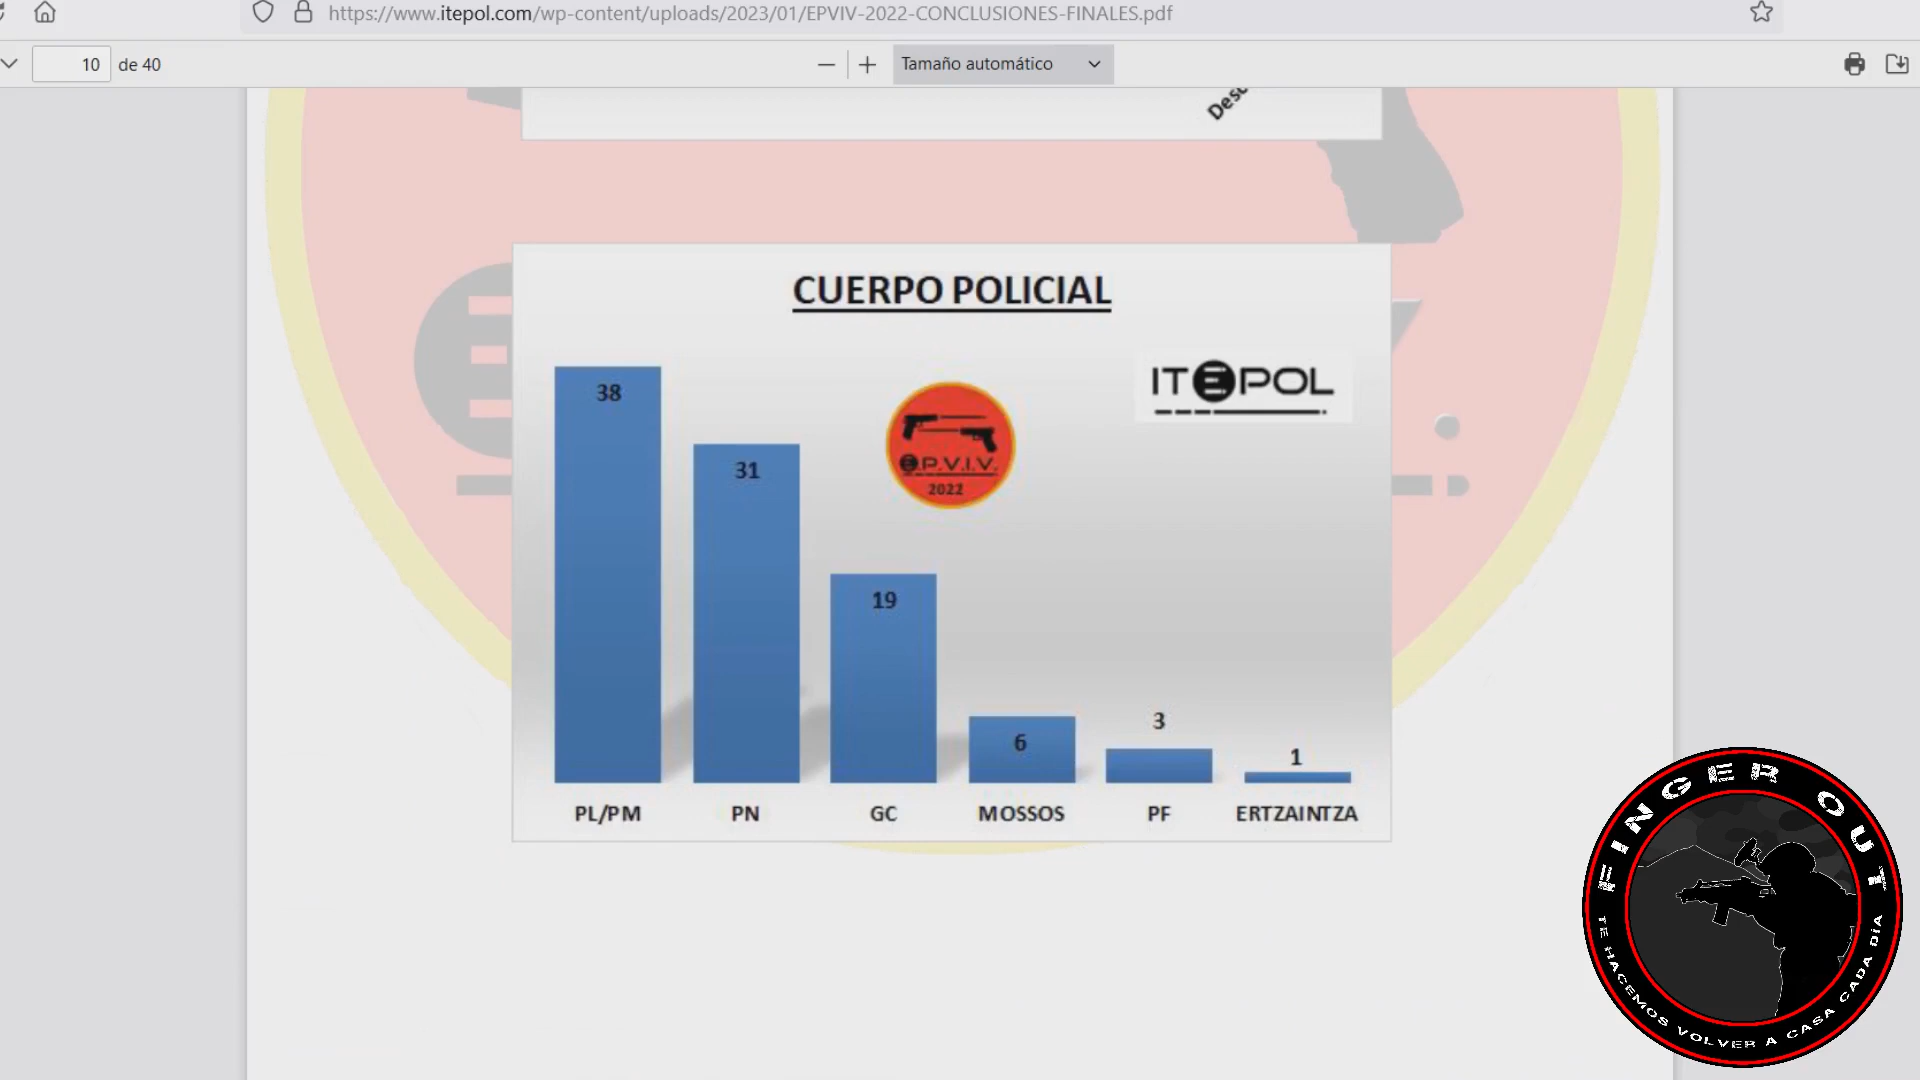 https://www.itepol.com/wp-content/uploads/2023/01/EPVIV-2022-CONCLUSIONES-FINALES.pdf
10 de 40
Tamaño automático
CUERPO POLICIAL
ITEPOL
E.P.V.I.V.
2022
38
31
19
6
3
1
PL/PM
PN
GC
MOSSOS
PF
ERTZAINTZA
FINGER OUT
TE HACEMOS VOLVER A CASA CADA DÍA